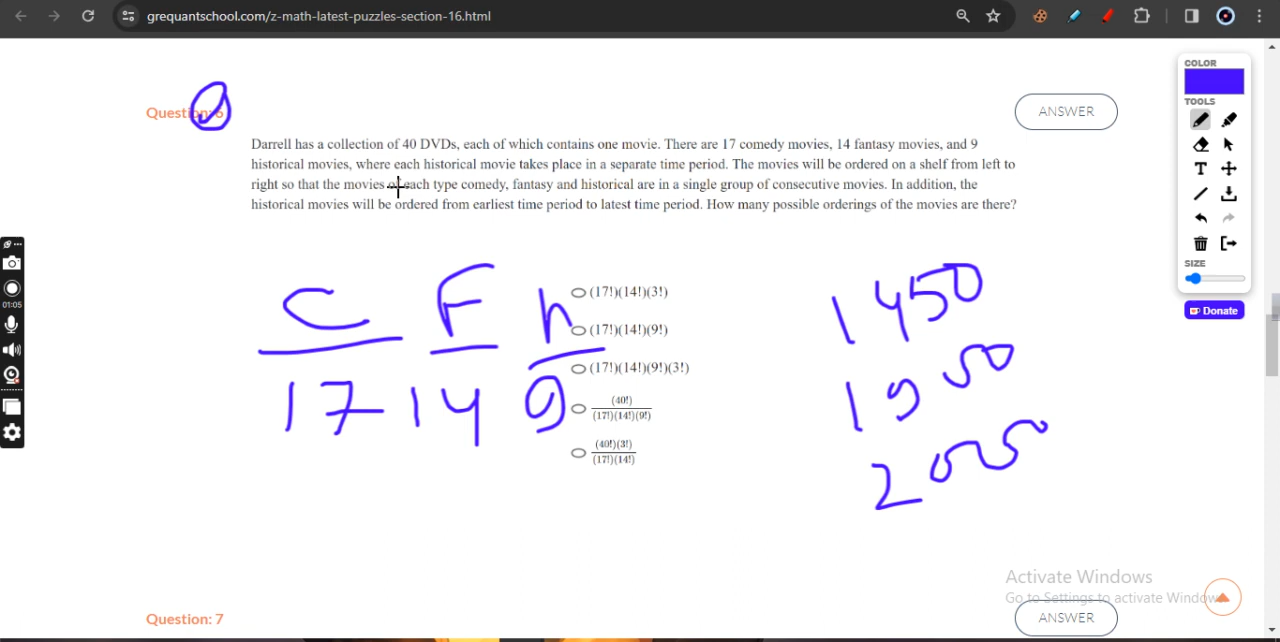 grequantschool.com/z-math-latest-puzzles-section-16.html
COLOR
TOOLS
T
SIZE
Donate
01:05
Question: 6
ANSWER
Darrell has a collection of 40 DVDs, each of which contains one movie. There are 17 comedy movies, 14 fantasy movies, and 9
historical movies, where each historical movie takes place in a separate time period. The movies will be ordered on a shelf from left to
right so that the movies of each type comedy, fantasy and historical are in a single group of consecutive movies. In addition, the
historical movies will be ordered from earliest time period to latest time period. How many possible orderings of the movies are there?
C F h
17 14 9
(17!)(14!)(3!)
(17!)(14!)(9!)
(17!)(14!)(9!)(3!)
(40!)
(17!)(14!)(9!)
(40!)(3!)
(17!)(14!)
1450
1950
2050
Activate Windows
Go to Settings to activate Windows
Question: 7
ANSWER